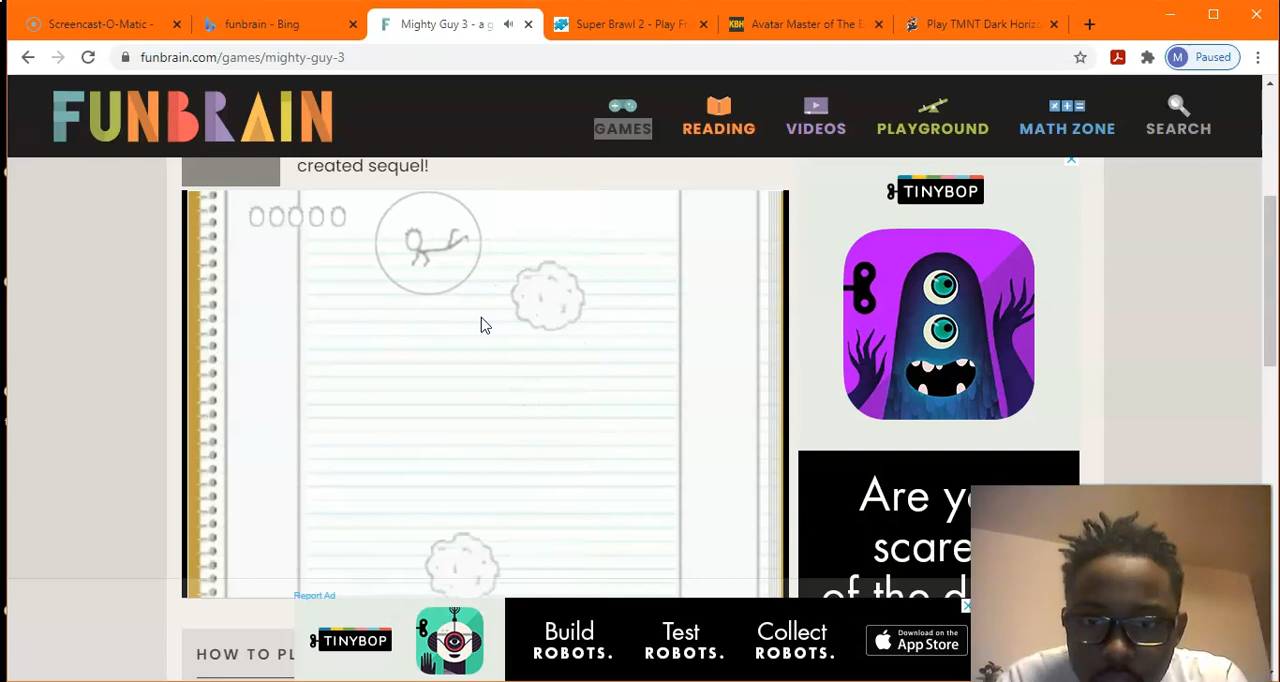 Screencast-O-Matic -
funbrain - Bing
Mighty Guy 3 - a g
Super Brawl 2 - Play Fr
Avatar Master of The E
Play TMNT Dark Horizo
funbrain.com/games/mighty-guy-3
M Paused
FUNBRAIN
GAMES
READING
VIDEOS
PLAYGROUND
MATH ZONE
SEARCH
created sequel!
TINYBOP
Are yo
scare
of the d
Report Ad
TINYBOP
Build
ROBOTS.
Test
ROBOTS.
Collect
ROBOTS.
Download on the
App Store
HOW TO PL